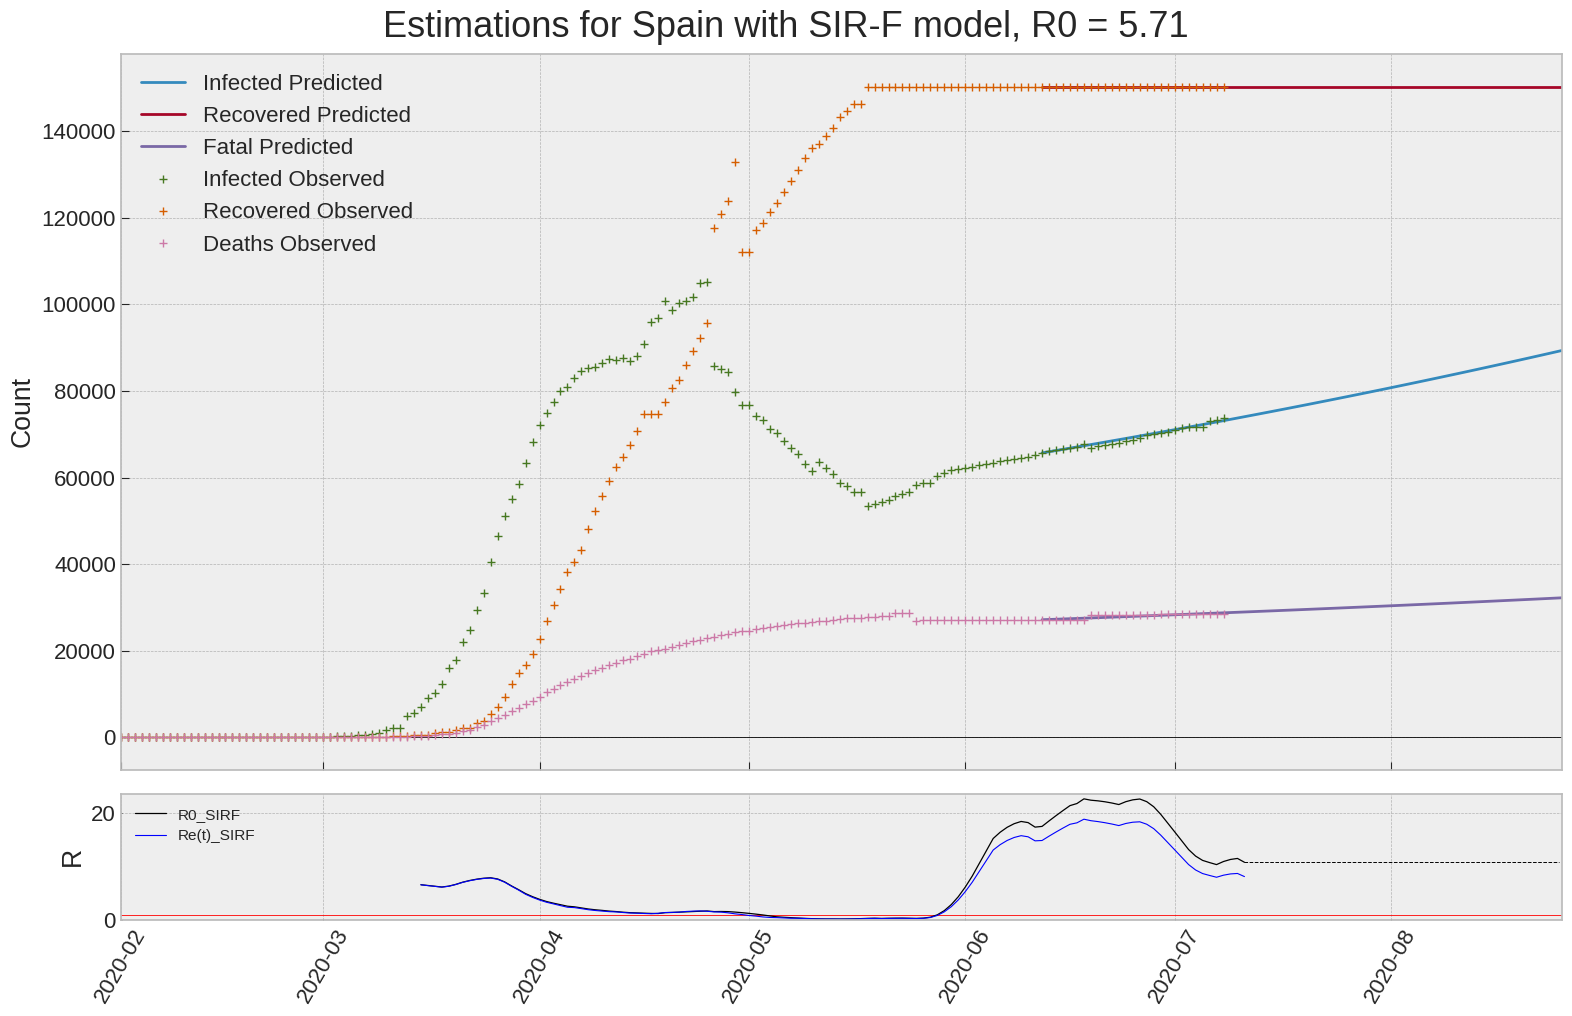 Estimations for Spain with SIR-F model, R0 = 5.71
Infected Predicted
Recovered Predicted
Fatal Predicted
Infected Observed
Recovered Observed
Deaths Observed
140000
120000
100000
80000
60000
40000
20000
0
Count
R0_SIRF
Re(t)_SIRF
20
0
R
2020-02
2020-03
2020-04
2020-05
2020-06
2020-07
2020-08